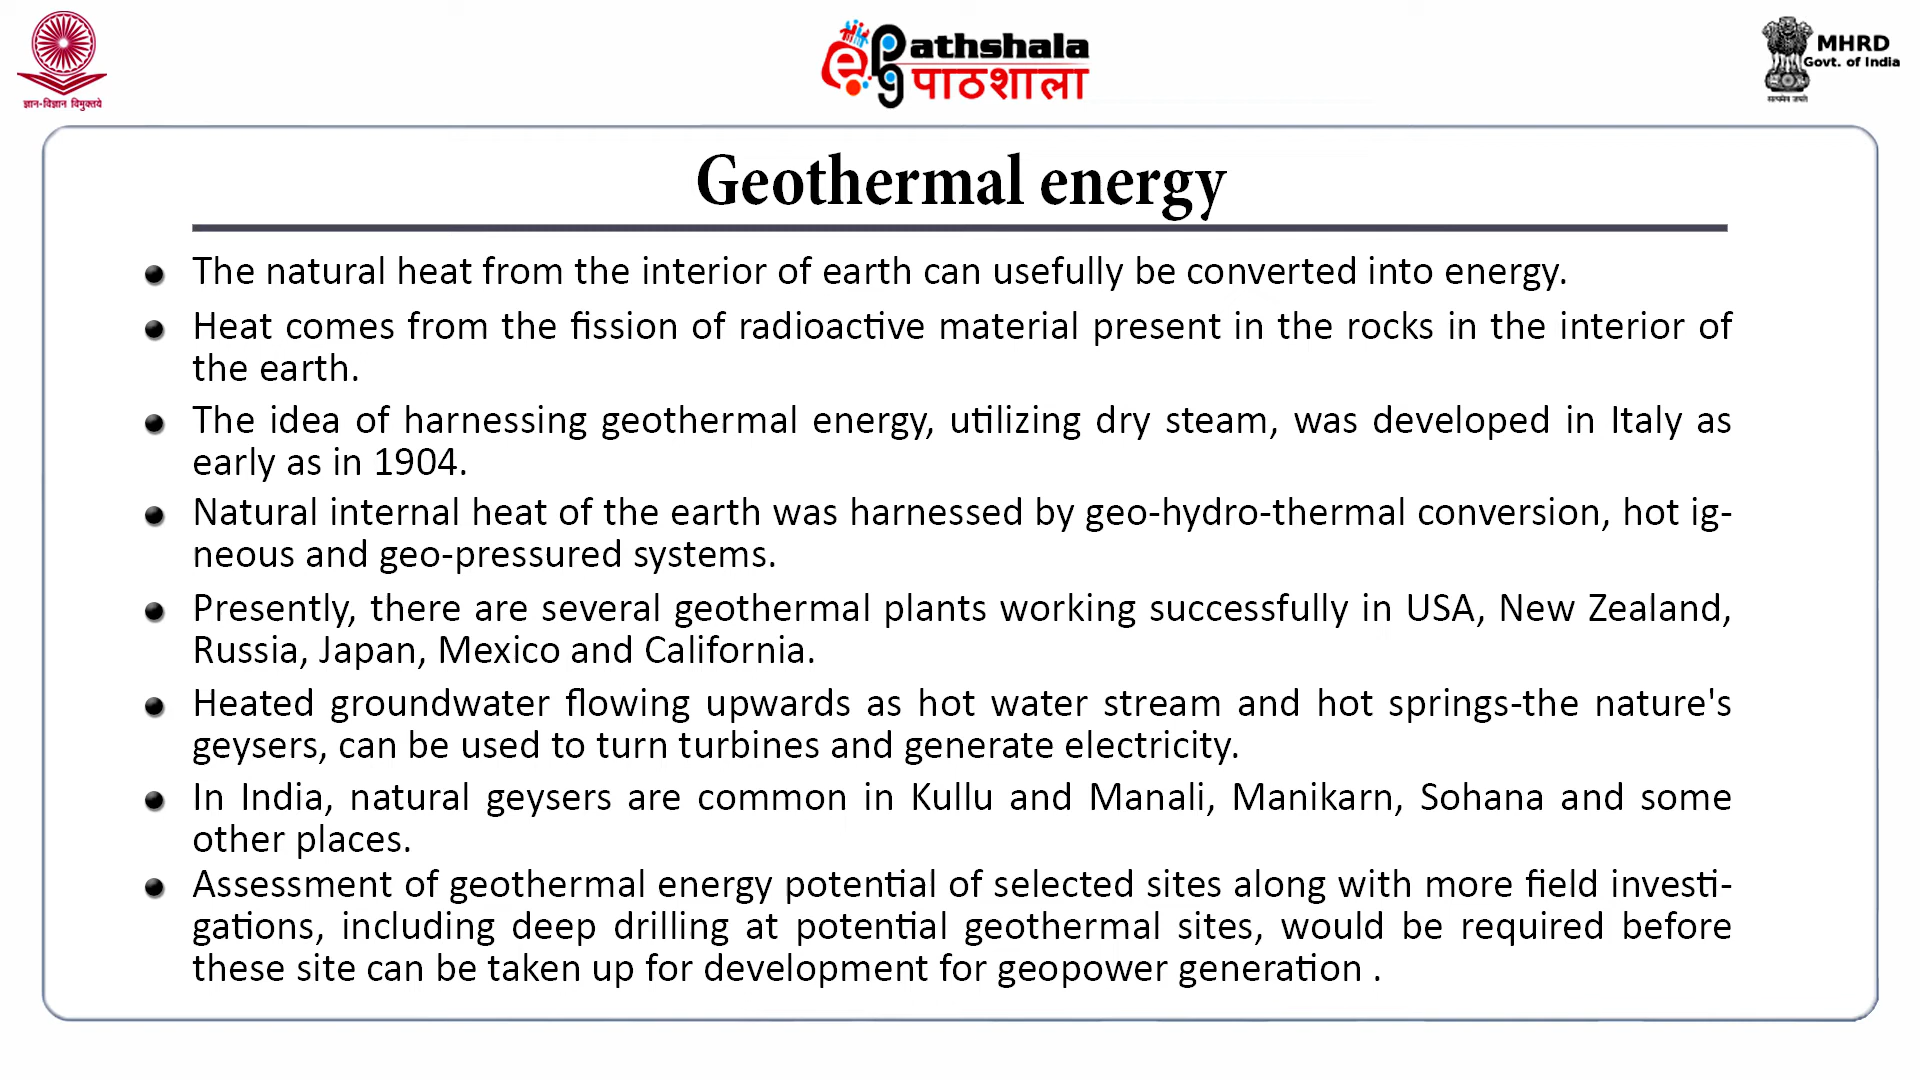 ज्ञान-विज्ञान विमुक्तये
ePG Pathshala
पाठशाला
MHRD
Govt. of India
सत्यमेव जयते
Geothermal energy
The natural heat from the interior of earth can usefully be converted into energy.
Heat comes from the fission of radioactive material present in the rocks in the interior of
the earth.
The idea of harnessing geothermal energy, utilizing dry steam, was developed in Italy as
early as in 1904.
Natural internal heat of the earth was harnessed by geo-hydro-thermal conversion, hot ig-
neous and geo-pressured systems.
Presently, there are several geothermal plants working successfully in USA, New Zealand,
Russia, Japan, Mexico and California.
Heated groundwater flowing upwards as hot water stream and hot springs-the nature's
geysers, can be used to turn turbines and generate electricity.
In India, natural geysers are common in Kullu and Manali, Manikarn, Sohana and some
other places.
Assessment of geothermal energy potential of selected sites along with more field investi-
gations, including deep drilling at potential geothermal sites, would be required before
these site can be taken up for development for geopower generation .